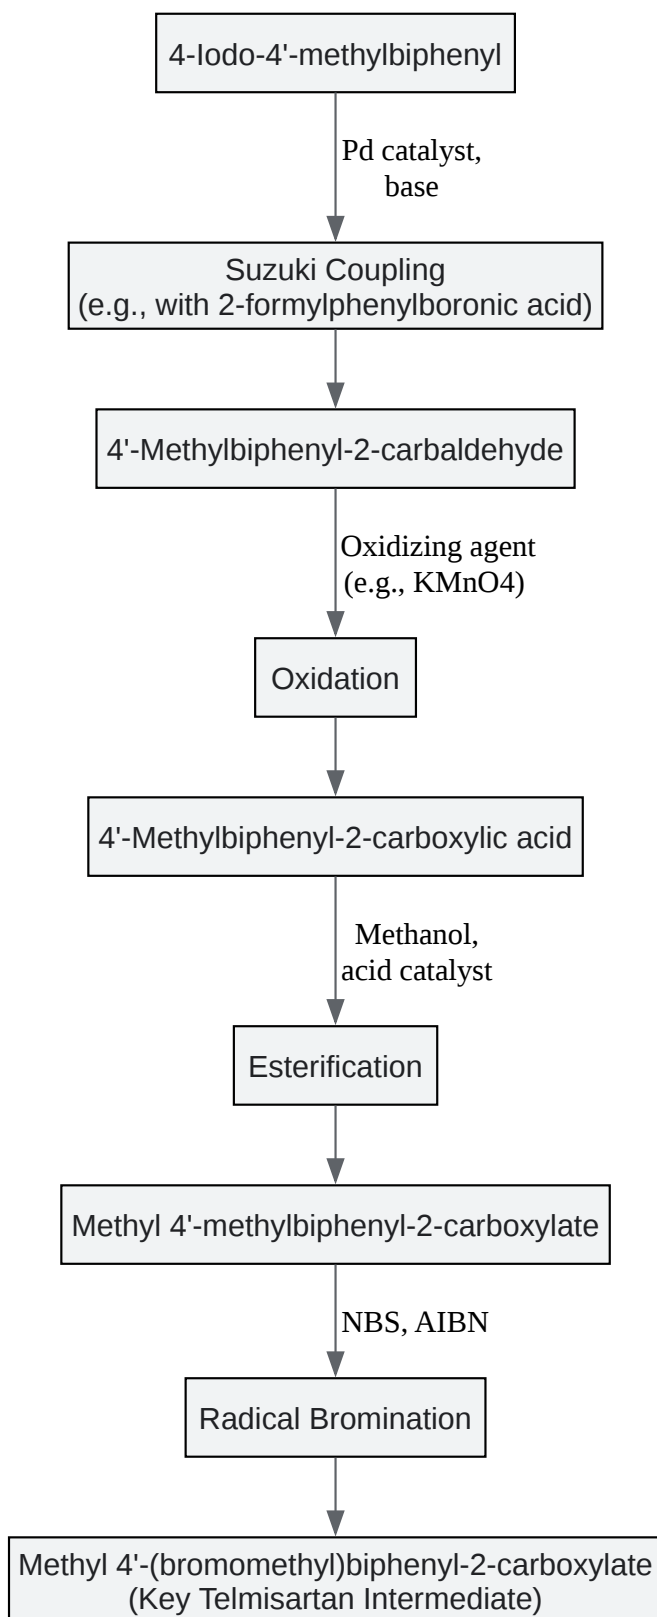 4-Iodo-4'-methylbiphenyl
Pd catalyst,
base
Suzuki Coupling
(e.g., with 2-formylphenylboronic acid)
4'-Methylbiphenyl-2-carbaldehyde
Oxidizing agent
(e.g., KMnO4)
Oxidation
4'-Methylbiphenyl-2-carboxylic acid
Methanol,
acid catalyst
Esterification
Methyl 4'-methylbiphenyl-2-carboxylate
NBS, AIBN
Radical Bromination
Methyl 4'-(bromomethyl)biphenyl-2-carboxylate
(Key Telmisartan Intermediate)